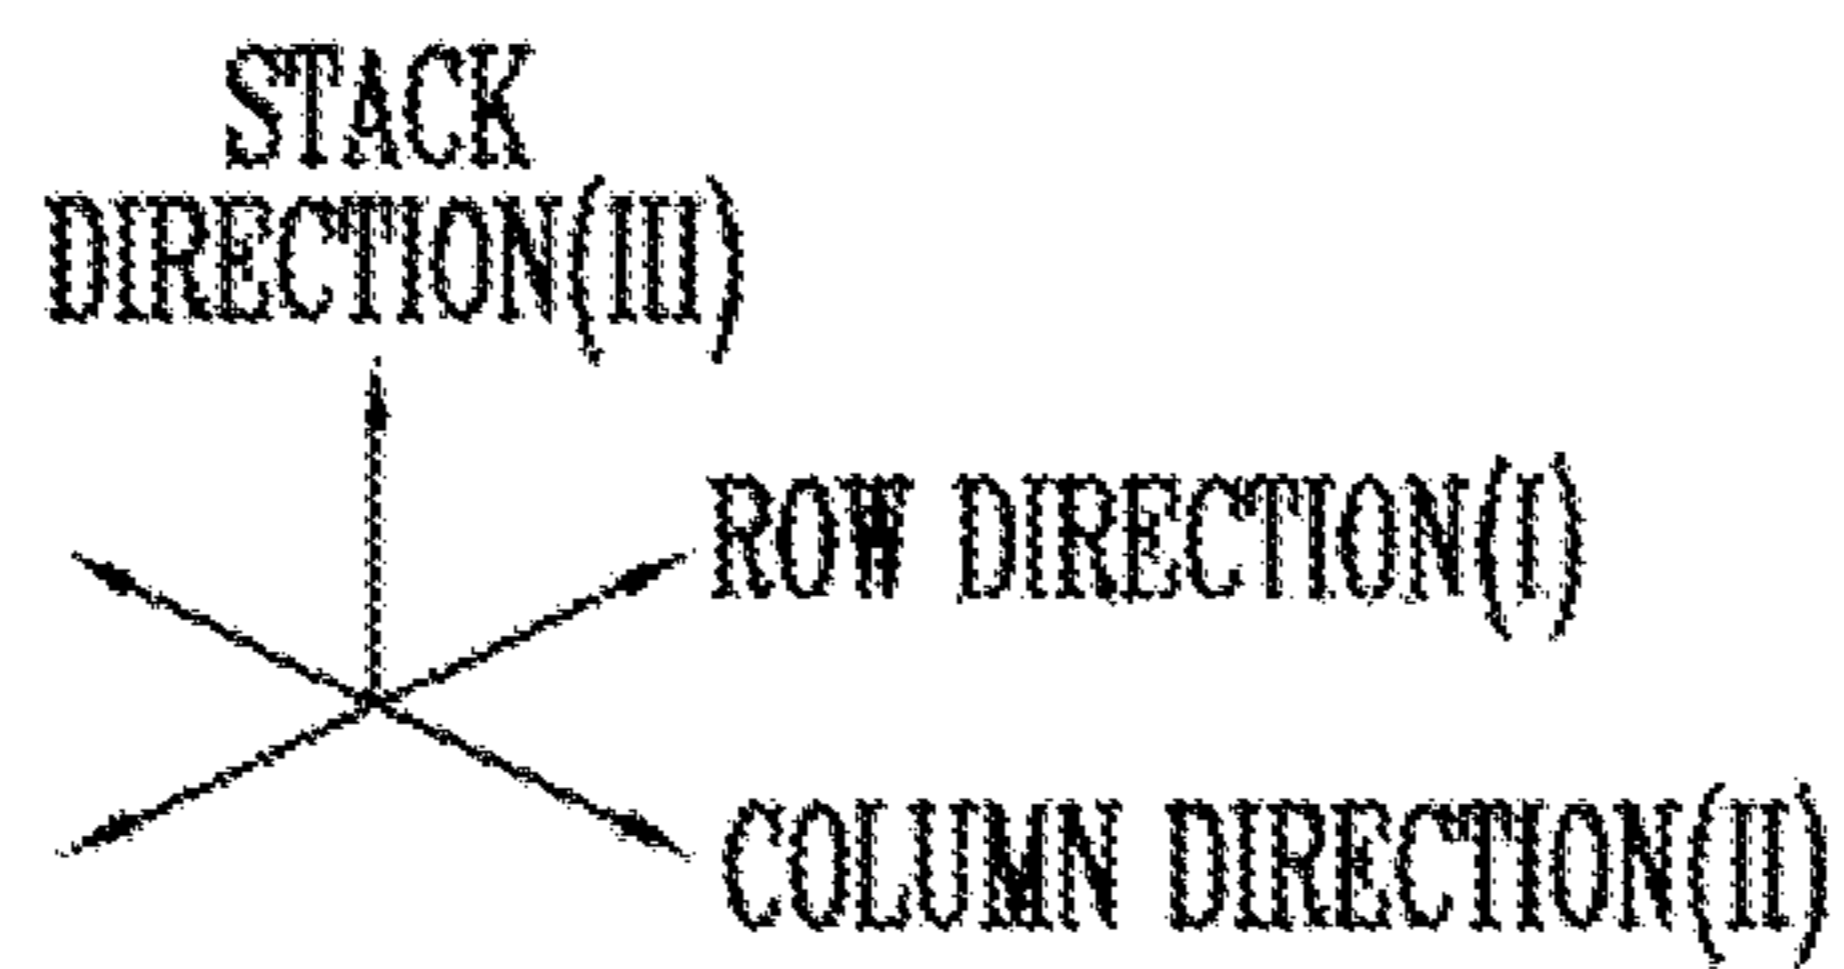 STACK
DIRECTION(III)
ROW DIRECTION(I)
COLUMN DIRECTION(II)